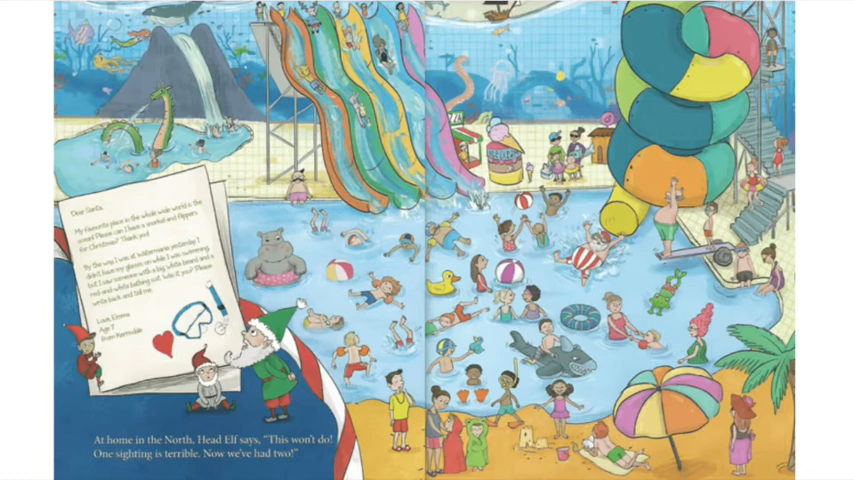 Dear Santa,
My favourite place in the whole wide world is the
ocean! Please can I have a snorkel and flippers
for Christmas? Thank you!
By the way, I was at Watermania yesterday. I
didn't have my glasses on while I was swimming,
but I saw someone with a big white beard and a
red-and-white bathing suit. Was it you? Please
write back and tell me.
Love, Emma
Age 7
from Kerrisdale
At home in the North, Head Elf says, "This won't do!
One sighting is terrible. Now we've had two!"